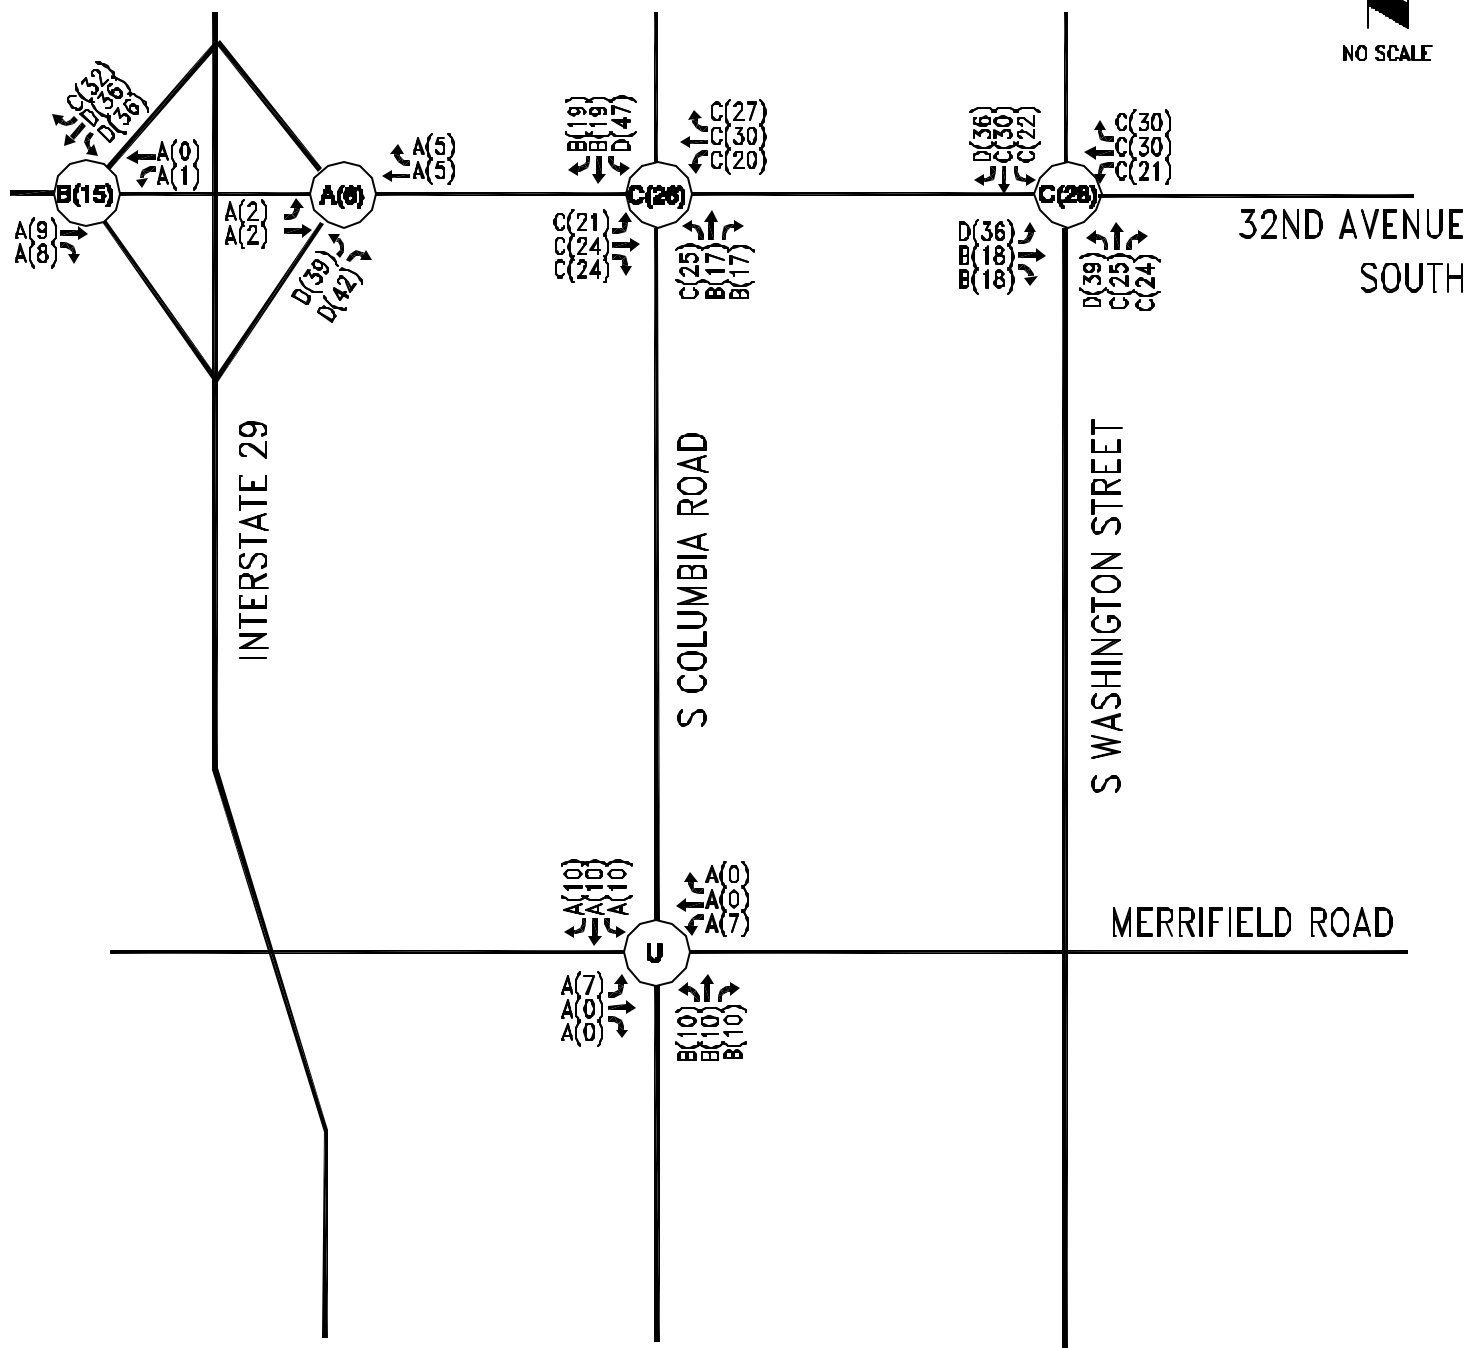 NO SCALE
C(32)
D(36)
D(36)
A(0)
A(1)
B(15)
A(9)
A(8)
A(5)
A(5)
A(6)
A(2)
A(2)
D(39)
D(42)
B(19)
B(19)
D(47)
C(27)
C(30)
C(20)
C(26)
C(21)
C(24)
C(24)
C(25)
B(17)
B(17)
D(36)
C(30)
C(22)
C(30)
C(30)
C(21)
C(28)
D(36)
B(18)
B(18)
D(39)
C(25)
C(24)
32ND AVENUE
SOUTH
INTERSTATE 29
S COLUMBIA ROAD
S WASHINGTON STREET
A(10)
A(10)
A(10)
A(0)
A(0)
A(7)
U
A(7)
A(0)
A(0)
B(10)
B(10)
B(10)
MERRIFIELD ROAD